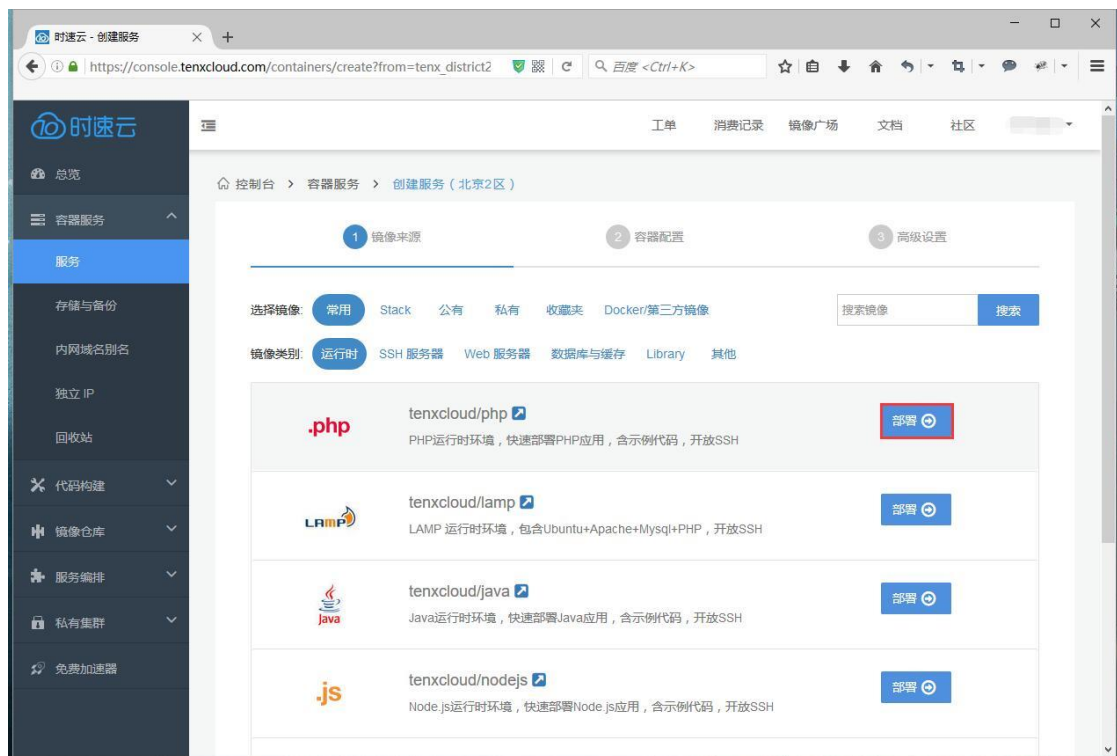 时速云 - 创建服务
https://console.tenxcloud.com/containers/create?from=tenx_district2
百度 <Ctrl+K>
时速云
工单 消费记录 镜像广场 文档 社区
总览
控制台 > 容器服务 > 创建服务（北京2区）
容器服务
1 镜像来源 2 容器配置 3 高级设置
服务
存储与备份
选择镜像: 常用 Stack 公有 私有 收藏夹 Docker/第三方镜像 搜索镜像 搜索
内网域名别名
镜像类别: 运行时 SSH 服务器 Web 服务器 数据库与缓存 Library 其他
独立 IP
.php
tenxcloud/php
部署
PHP运行时环境，快速部署PHP应用，含示例代码，开放SSH
回收站
代码构建
LAMP
tenxcloud/lamp
部署
LAMP 运行时环境，包含Ubuntu+Apache+Mysql+PHP，开放SSH
镜像仓库
服务编排
Java
tenxcloud/java
部署
Java运行时环境，快速部署Java应用，含示例代码，开放SSH
私有集群
免费加速器
.js
tenxcloud/nodejs
部署
Node.js运行时环境，快速部署Node.js应用，含示例代码，开放SSH